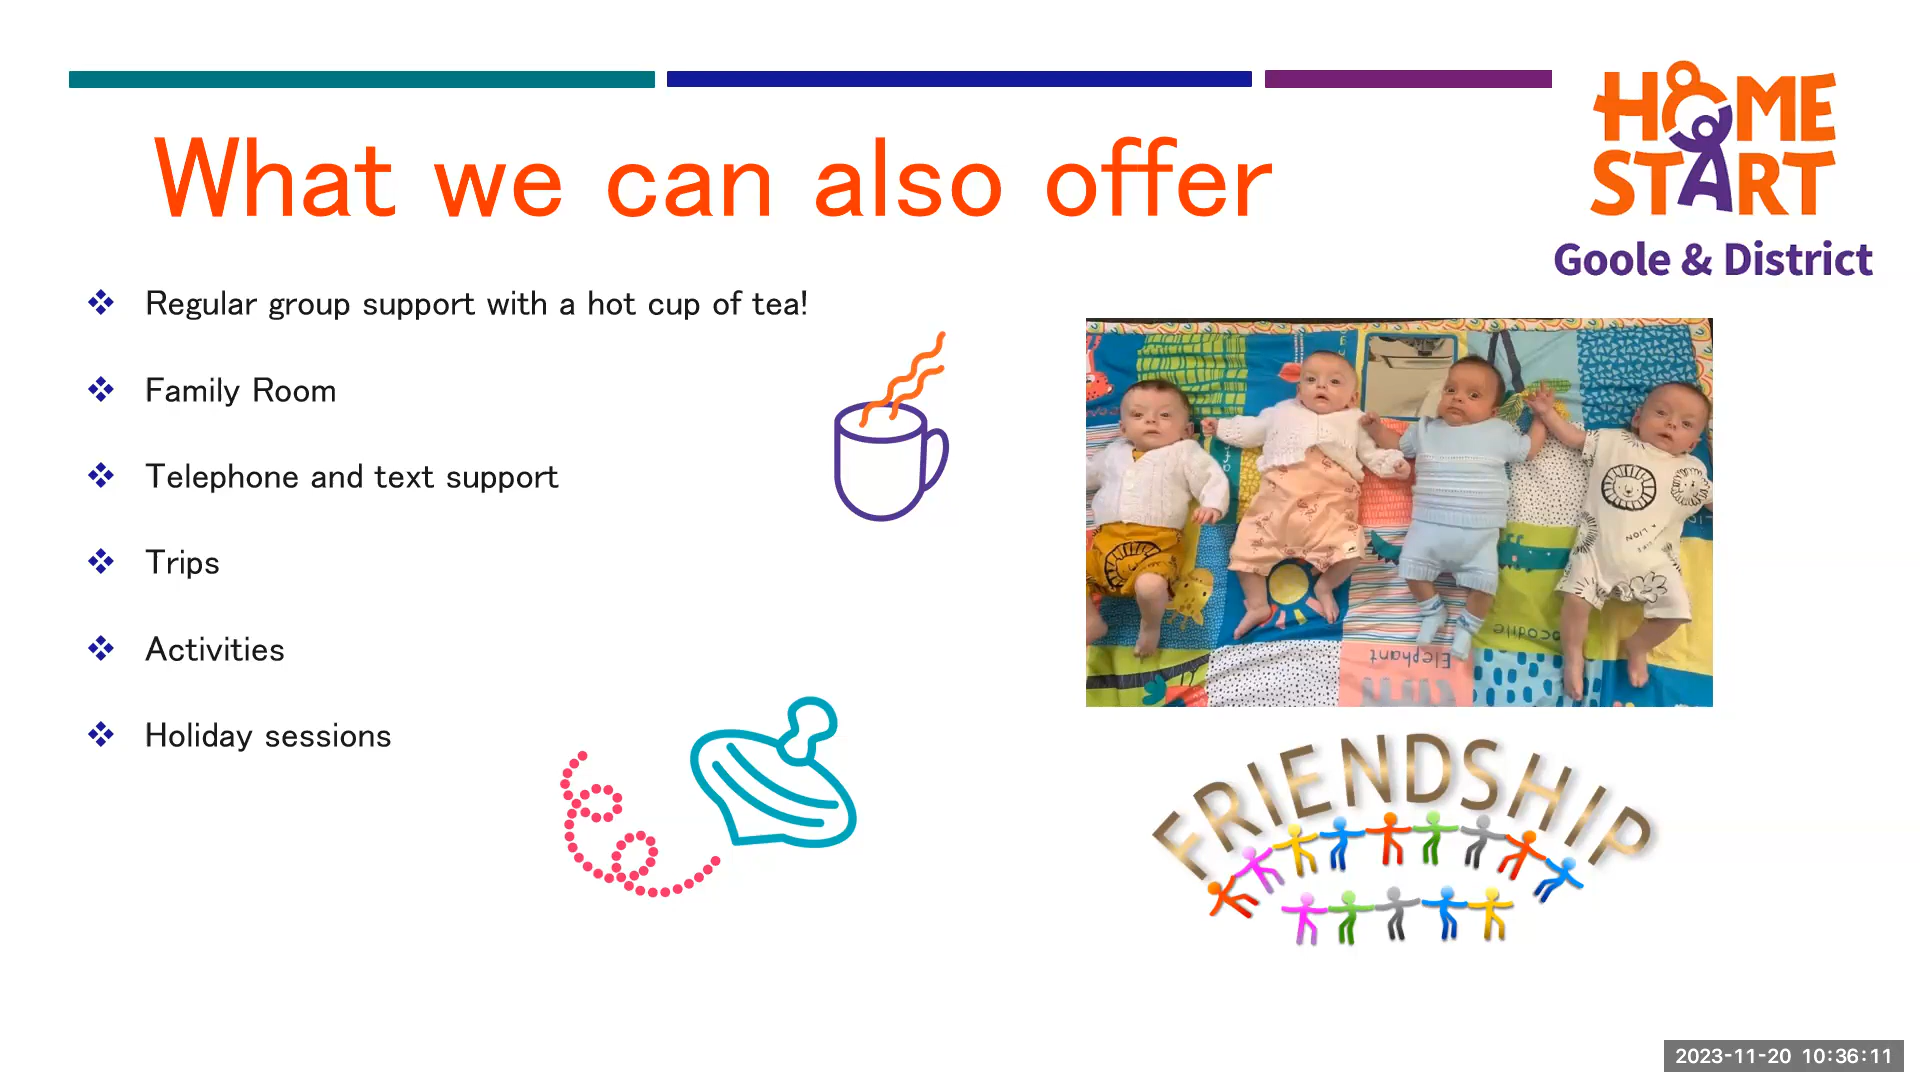 HOME
START
Goole & District
What we can also offer
Regular group support with a hot cup of tea!
Family Room
Telephone and text support
Trips
Activities
Holiday sessions
Elephant
FRIENDSHIP
2023-11-20 10:36:11